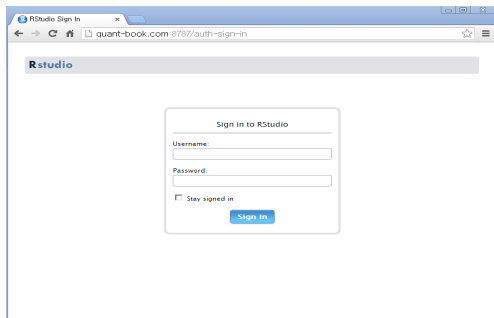 RStudio Sign In
quant-book.com:8787/auth-sign-in
Rstudio
Sign in to RStudio
Username:
Password:
Stay signed in
Sign In